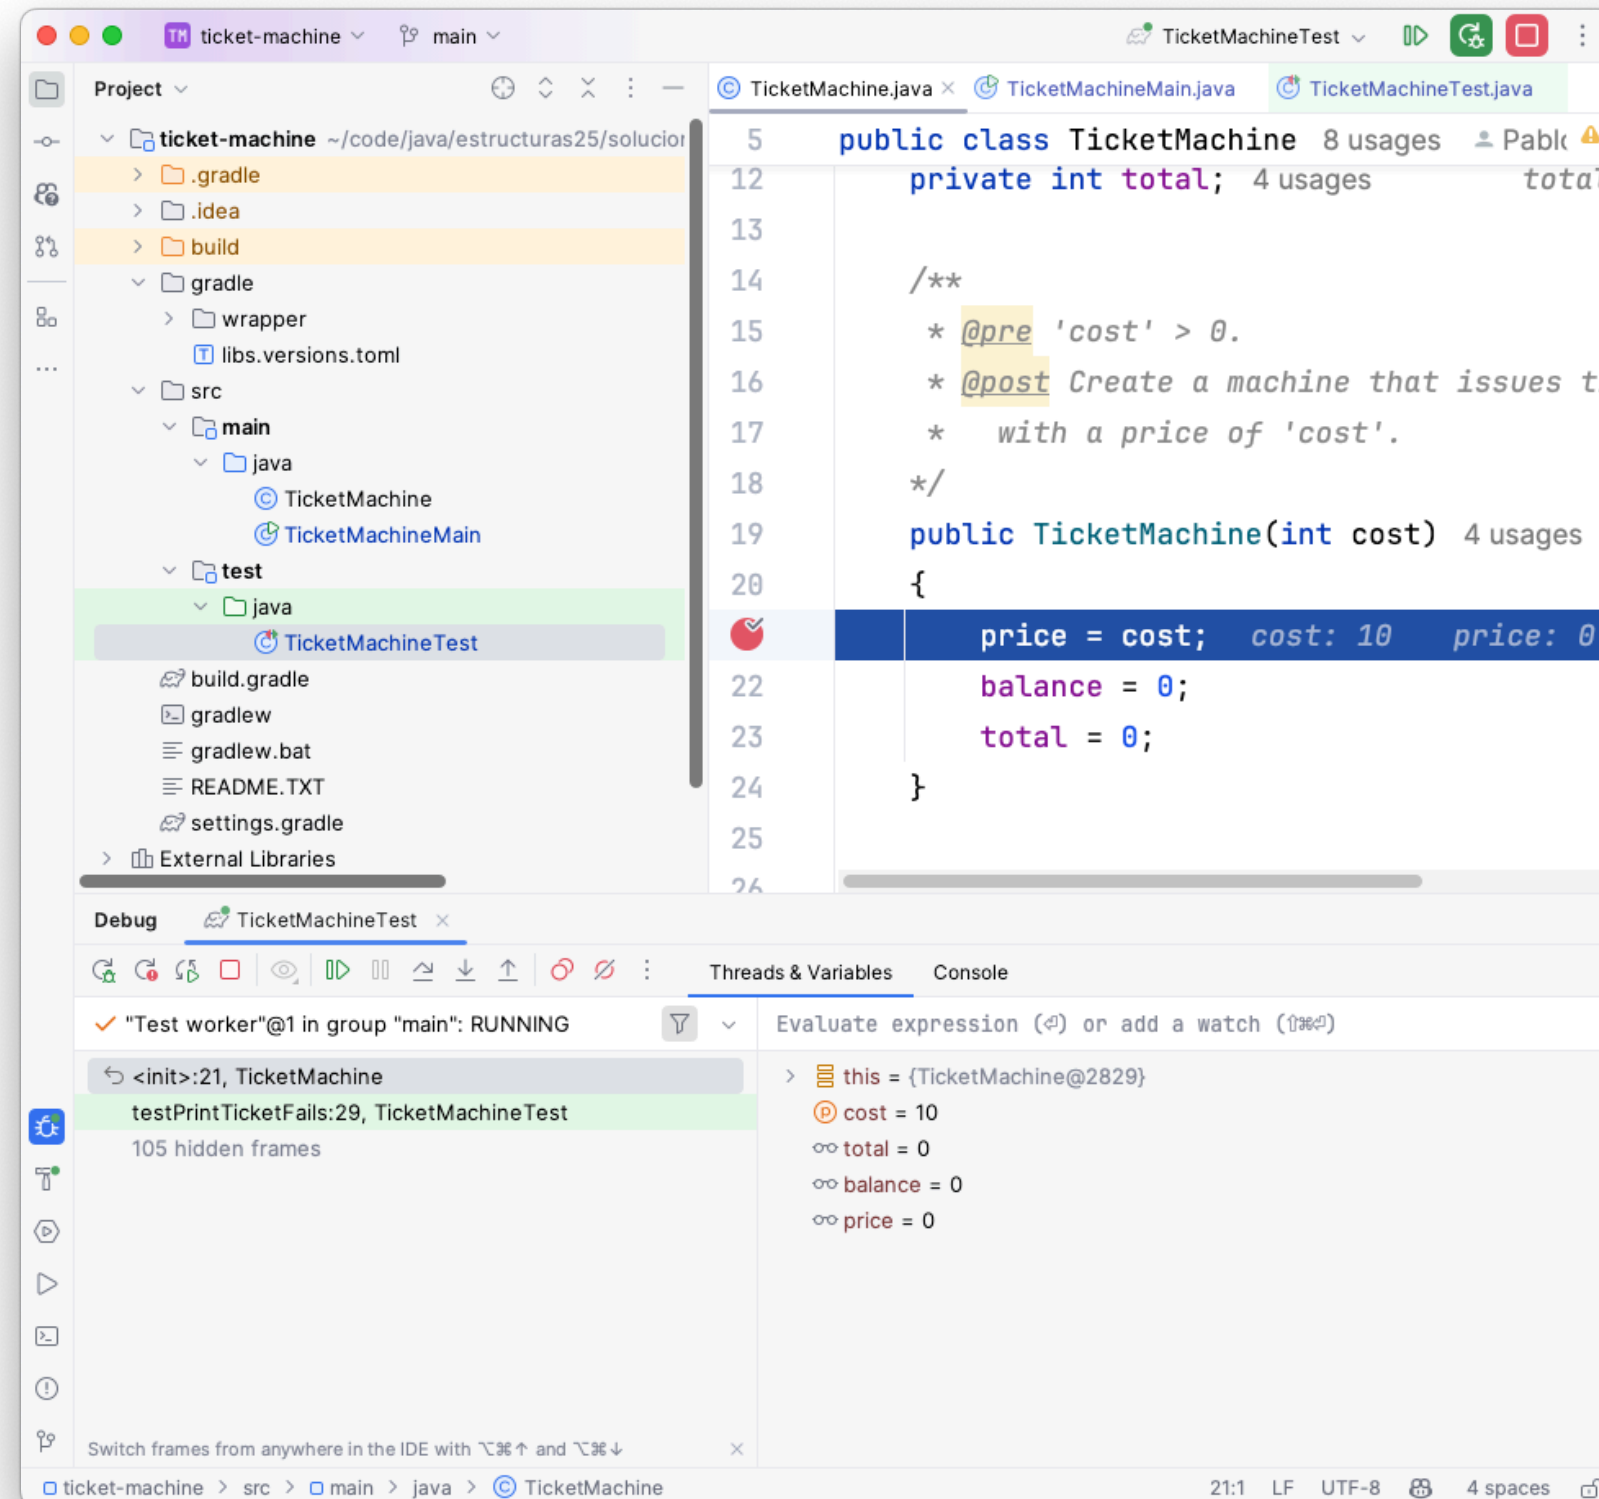 TM ticket-machine main TicketMachineTest
Project
ticket-machine ~/code/java/estructuras25/solucior
.gradle
.idea
build
gradle
wrapper
libs.versions.toml
src
main
java
TicketMachine
TicketMachineMain
test
java
TicketMachineTest
build.gradle
gradlew
gradlew.bat
README.TXT
settings.gradle
External Libraries
TicketMachine.java TicketMachineMain.java TicketMachineTest.java
5 public class TicketMachine 8 usages Pablo
12 private int total; 4 usages total
13
14 /**
15 * @pre 'cost' > 0.
16 * @post Create a machine that issues t
17 * with a price of 'cost'.
18 */
19 public TicketMachine(int cost) 4 usages
20 {
price = cost; cost: 10 price: 0
22 balance = 0;
23 total = 0;
24 }
25
26
Debug TicketMachineTest
Threads & Variables Console
"Test worker"@1 in group "main": RUNNING
<init>:21, TicketMachine
testPrintTicketFails:29, TicketMachineTest
105 hidden frames
Switch frames from anywhere in the IDE with ⌥⌘↑ and ⌥⌘↓
Evaluate expression (⏎) or add a watch (⇧⌘⏎)
this = {TicketMachine@2829}
cost = 10
total = 0
balance = 0
price = 0
ticket-machine > src > main > java > TicketMachine 21:1 LF UTF-8 4 spaces